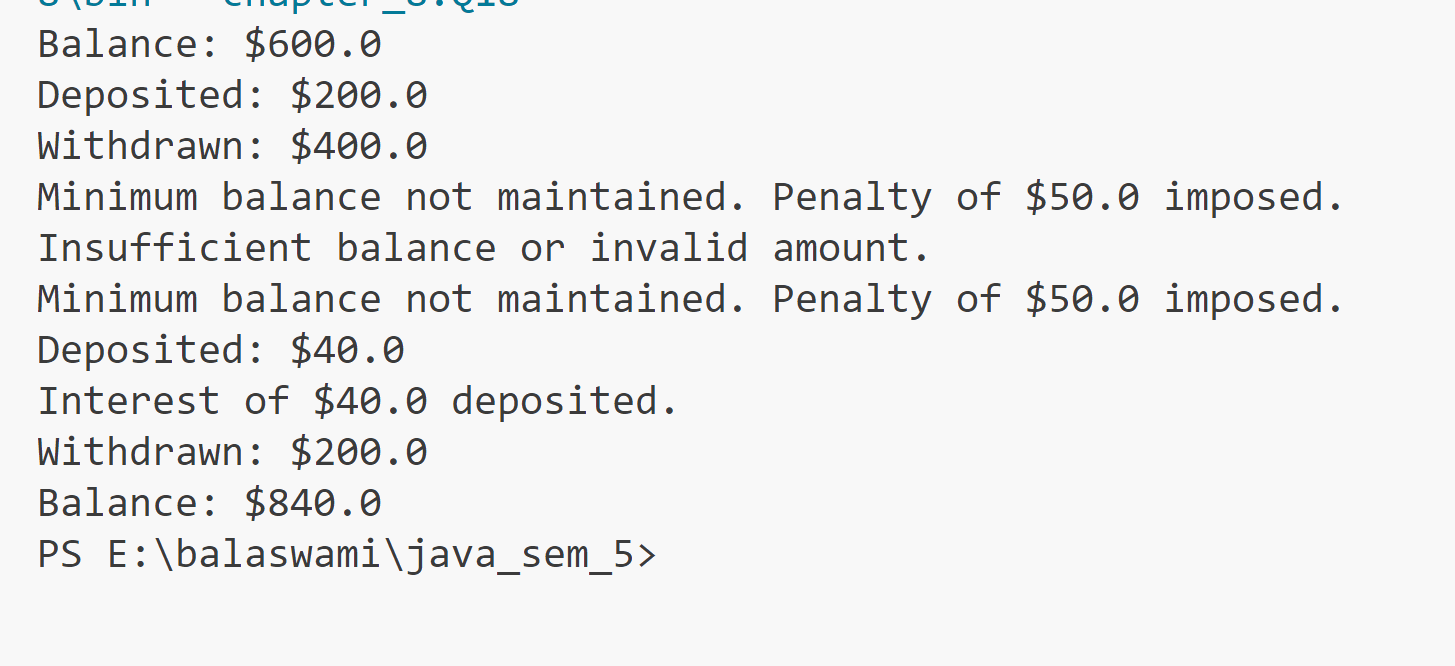 Balance: $600.0
Deposited: $200.0
Withdrawn: $400.0
Minimum balance not maintained. Penalty of $50.0 imposed.
Insufficient balance or invalid amount.
Minimum balance not maintained. Penalty of $50.0 imposed.
Deposited: $40.0
Interest of $40.0 deposited.
Withdrawn: $200.0
Balance: $840.0
PS E:\balaswami\java_sem_5>